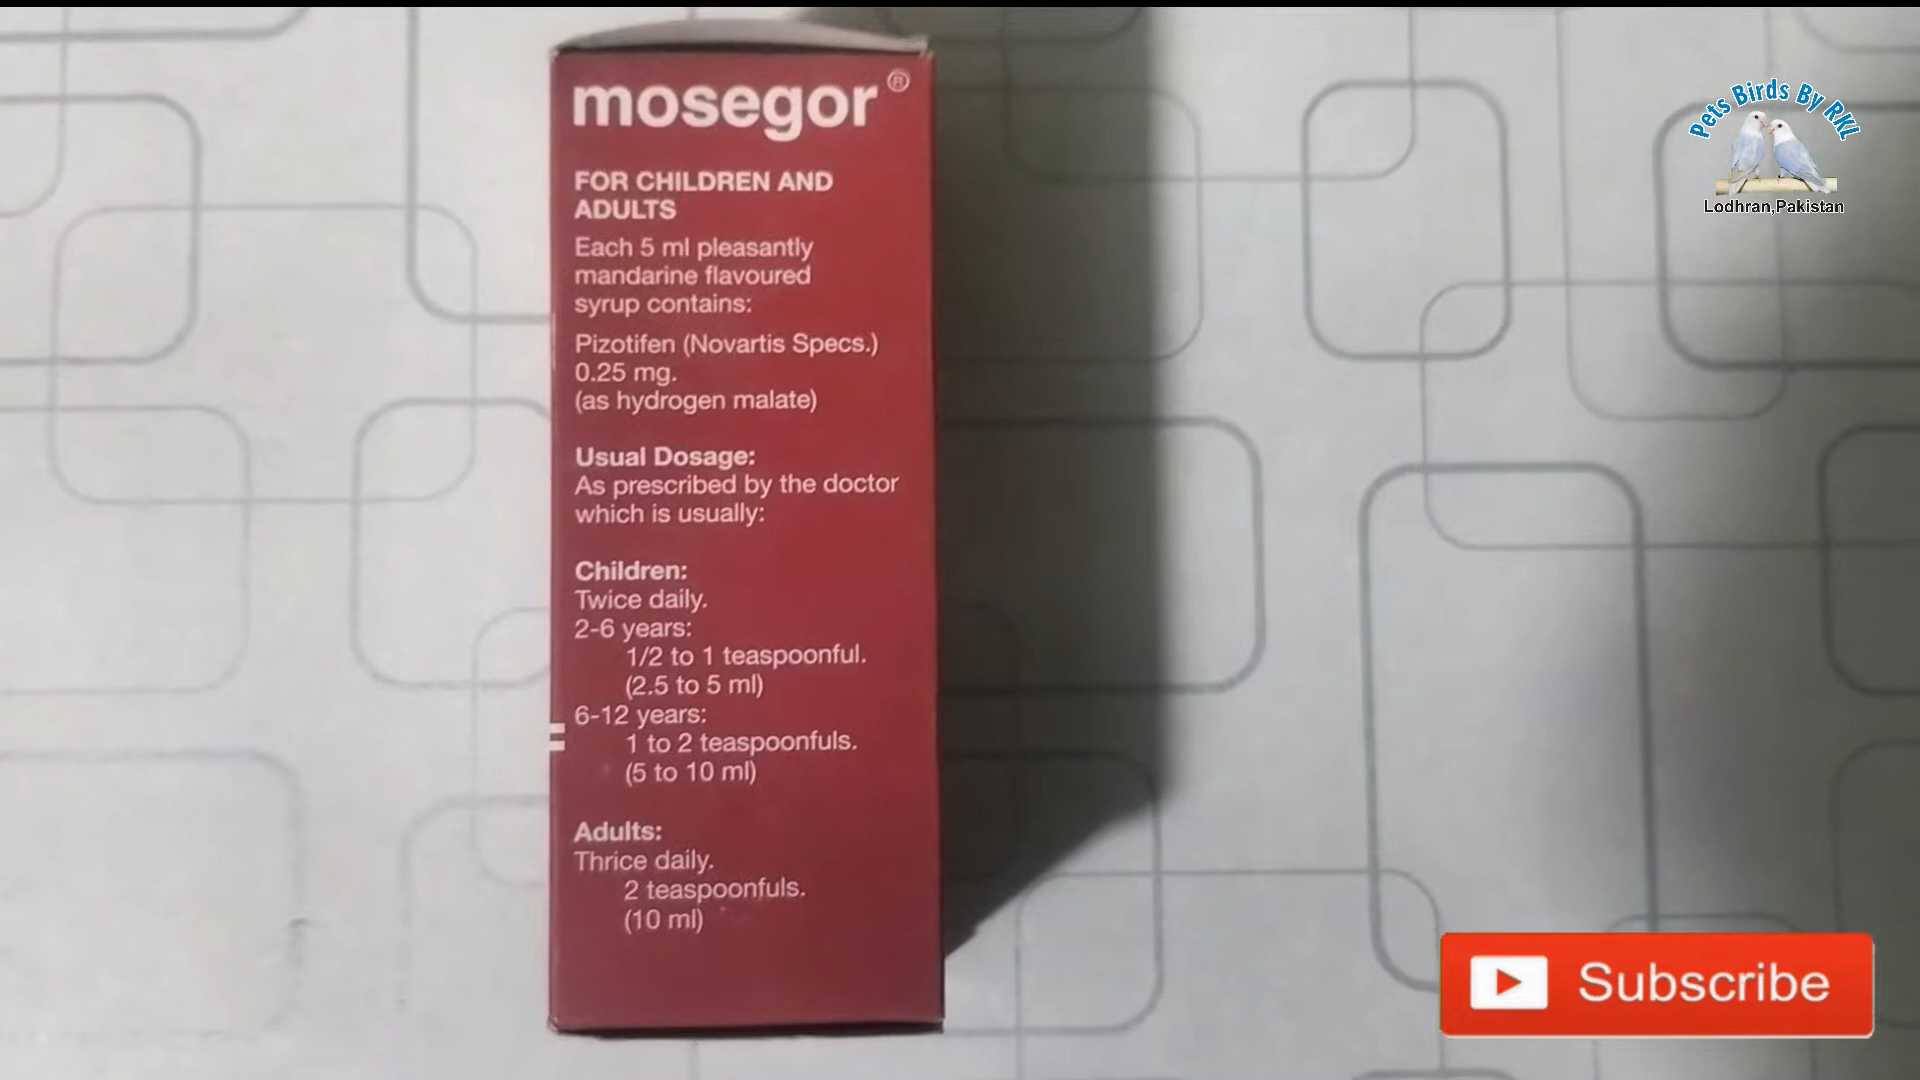 mosegor®
FOR CHILDREN AND
ADULTS
Each 5 ml pleasantly
mandarine flavoured
syrup contains:
Pizotifen (Novartis Specs.)
0.25 mg.
(as hydrogen malate)
Usual Dosage:
As prescribed by the doctor
which is usually:
Children:
Twice daily.
2-6 years:
1/2 to 1 teaspoonful.
(2.5 to 5 ml)
6-12 years:
1 to 2 teaspoonfuls.
(5 to 10 ml)
Adults:
Thrice daily.
2 teaspoonfuls.
(10 ml)
Pets Birds By RKL
Lodhran,Pakistan
Subscribe